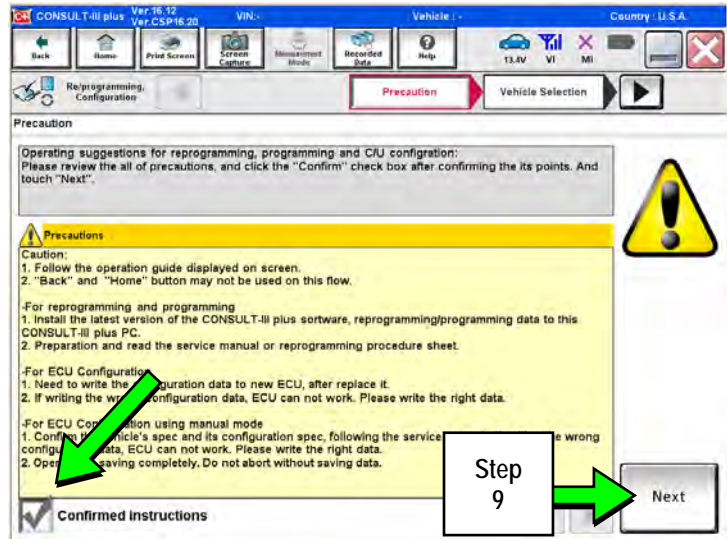 CONSULT-III plus Ver.16.12 Ver.CSP16.20 VIN:- Vehicle : - Country : U.S.A.
Back Home Print Screen Screen Capture Measurement Mode Recorded Data Help 13.4V VI MI
Re/programming, Configuration Precaution Vehicle Selection
Precaution
Operating suggestions for reprogramming, programming and C/U configration:
Please review the all of precautions, and click the "Confirm" check box after confirming the its points. And
touch "Next".
Precautions
Caution:
1. Follow the operation guide displayed on screen.
2. "Back" and "Home" button may not be used on this flow.
-For reprogramming and programming
1. Install the latest version of the CONSULT-III plus sortware, reprogramming/programming data to this
CONSULT-III plus PC.
2. Preparation and read the service manual or reprogramming procedure sheet.
-For ECU Configuration
1. Need to write the configuration data to new ECU, after replace it.
2. If writing the configuration data, ECU can not work. Please write the right data.
-For ECU using manual mode
1. vehicle's spec and its configuration spec, following the service wrong
data, ECU can not work. Please write the right data.
2. saving completely. Do not abort without saving data.
Confirmed instructions
Step
9
Next